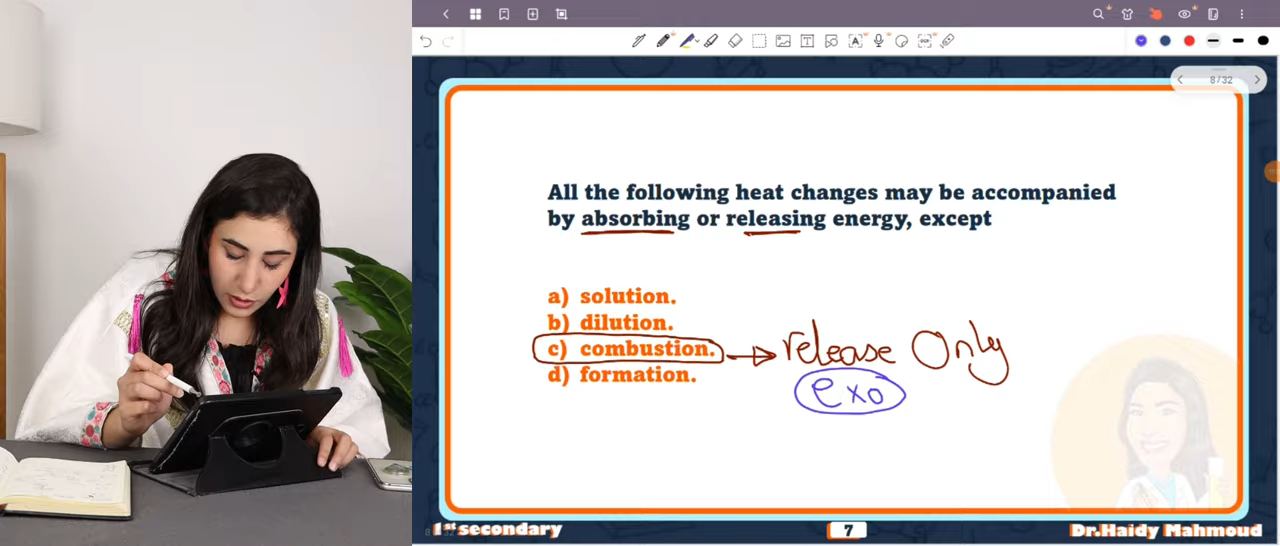 8/32
All the following heat changes may be accompanied
by absorbing or releasing energy, except
a) solution.
b) dilution.
c) combustion. → release Only
exo
d) formation.
1st secondary
7
Dr.Haidy Mahmoud